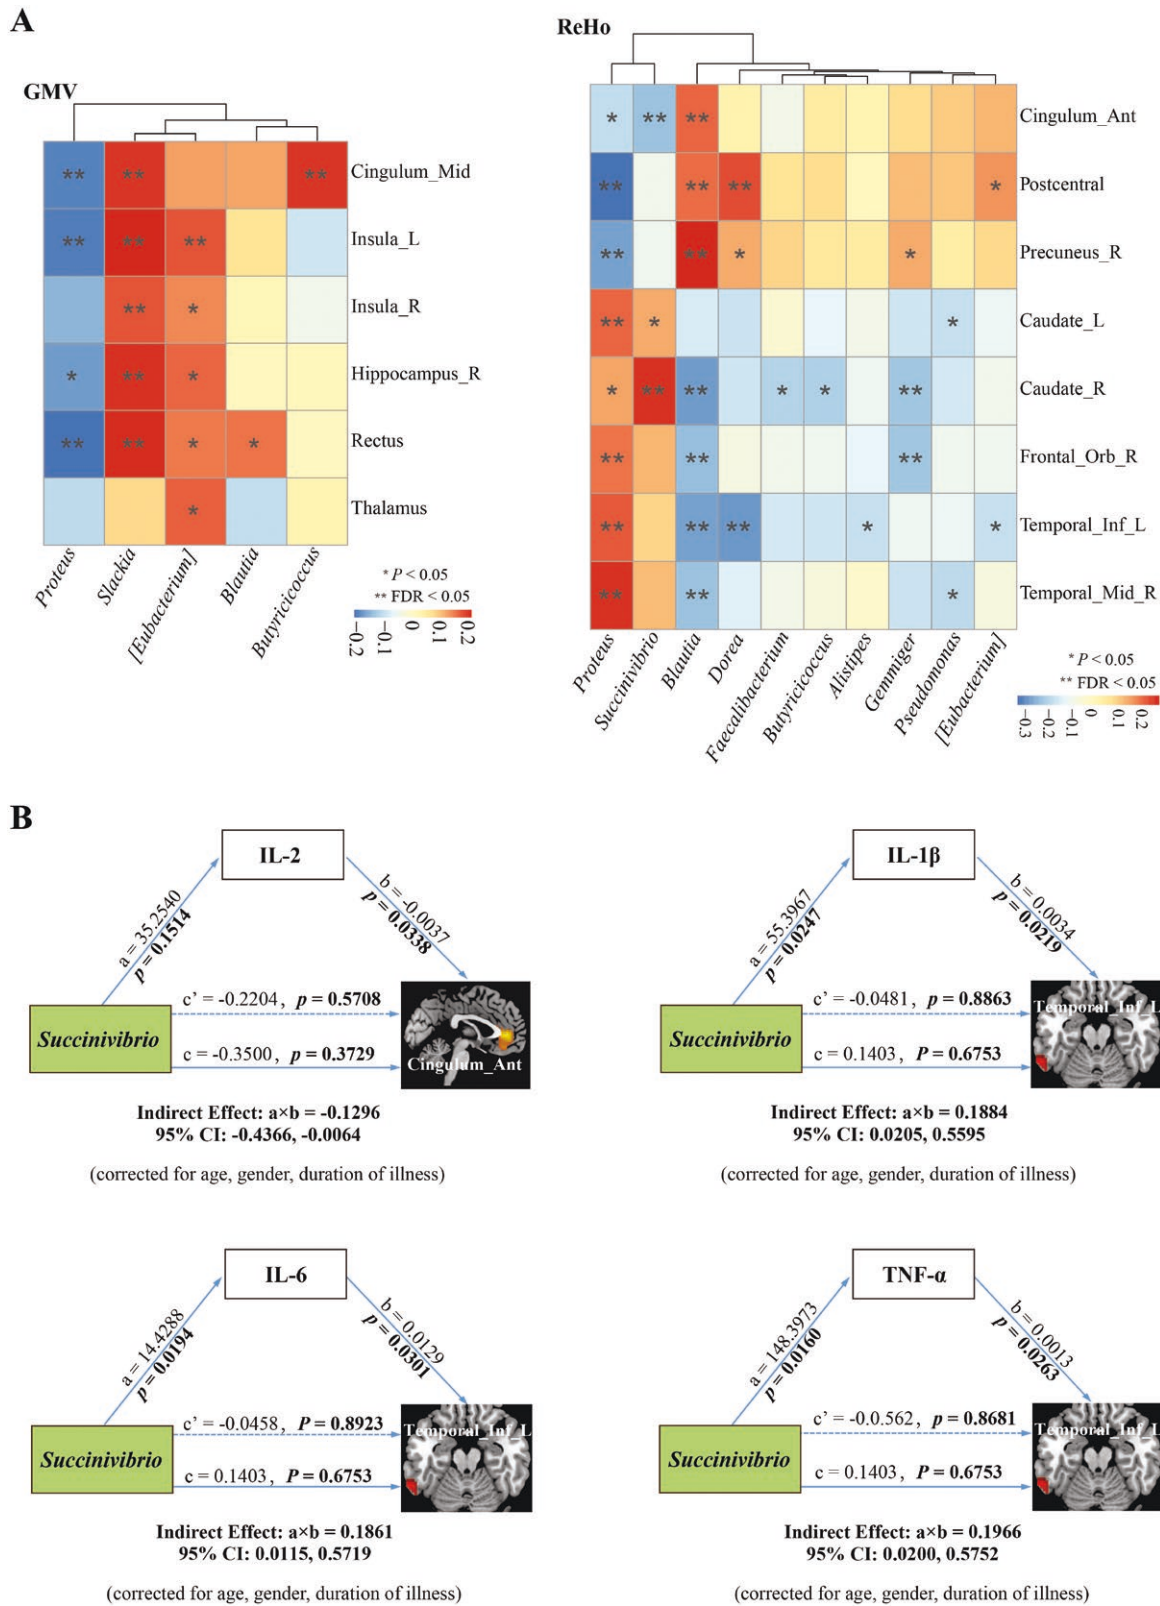 A
GMV
** ** ** Cingulum_Mid
** ** ** Insula_L
** * Insula_R
* ** * Hippocampus_R
** ** * * Rectus
* Thalamus
Proteus
Slackia
[Eubacterium]
Blautia
Butyricicoccus
* P < 0.05
** FDR < 0.05
-0.2 -0.1 0 0.1 0.2
ReHo
* ** ** Cingulum_Ant
** ** ** * Postcentral
** ** * * Precuneus_R
** * * Caudate_L
* ** ** * * ** Caudate_R
** ** ** Frontal_Orb_R
** ** ** * * Temporal_Inf_L
** ** * Temporal_Mid_R
Proteus
Succinivibrio
Blautia
Dorea
Faecalibacterium
Butyricicoccus
Alistipes
Gemmiger
Pseudomonas
[Eubacterium]
* P < 0.05
** FDR < 0.05
-0.3 -0.2 -0.1 0 0.1 0.2
B
IL-2
a = 35.2540
p = 0.1514
b = -0.0037
p = 0.0338
Succinivibrio
c’ = -0.2204 , p = 0.5708
c = -0.3500 , p = 0.3729
Cingulum_Ant
Indirect Effect: a×b = -0.1296
95% CI: -0.4366, -0.0064
(corrected for age, gender, duration of illness)
IL-1β
a = 55.3967
p = 0.0247
b = 0.0034
p = 0.0219
Succinivibrio
c’ = -0.0481 , p = 0.8863
c = 0.1403 , P = 0.6753
Temporal_Inf_L
Indirect Effect: a×b = 0.1884
95% CI: 0.0205, 0.5595
(corrected for age, gender, duration of illness)
IL-6
a = 14.4288
p = 0.0194
b = 0.0129
p = 0.0301
Succinivibrio
c’ = -0.0458 , P = 0.8923
c = 0.1403 , P = 0.6753
Temporal_Inf_L
Indirect Effect: a×b = 0.1861
95% CI: 0.0115, 0.5719
(corrected for age, gender, duration of illness)
TNF-α
a = 148.3973
p = 0.0160
b = 0.0013
p = 0.0263
Succinivibrio
c’ = -0.0.562 , p = 0.8681
c = 0.1403 , P = 0.6753
Temporal_Inf_L
Indirect Effect: a×b = 0.1966
95% CI: 0.0200, 0.5752
(corrected for age, gender, duration of illness)